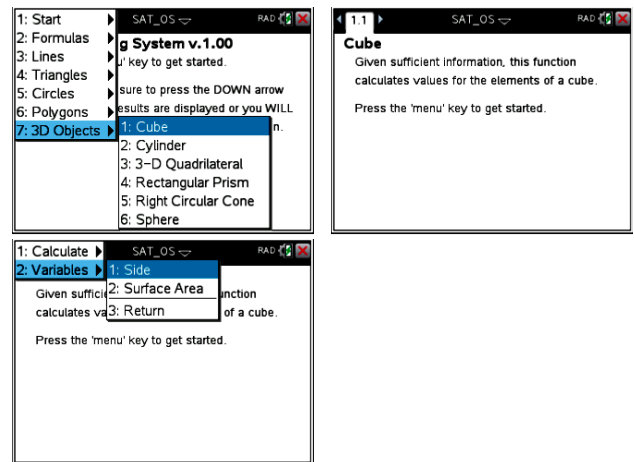 1: Start
2: Formulas
3: Lines
4: Triangles
5: Circles
6: Polygons
7: 3D Objects
SAT_OS
RAD
g System v.1.00
u' key to get started.
sure to press the DOWN arrow
esults are displayed or you WILL
n.
1: Cube
2: Cylinder
3: 3-D Quadrilateral
4: Rectangular Prism
5: Right Circular Cone
6: Sphere
1.1
SAT_OS
RAD
Cube
Given sufficient information, this function
calculates values for the elements of a cube.
Press the 'menu' key to get started.
1: Calculate
2: Variables
SAT_OS
RAD
1: Side
2: Surface Area
3: Return
Given suffici
unction
calculates va
of a cube.
Press the 'menu' key to get started.